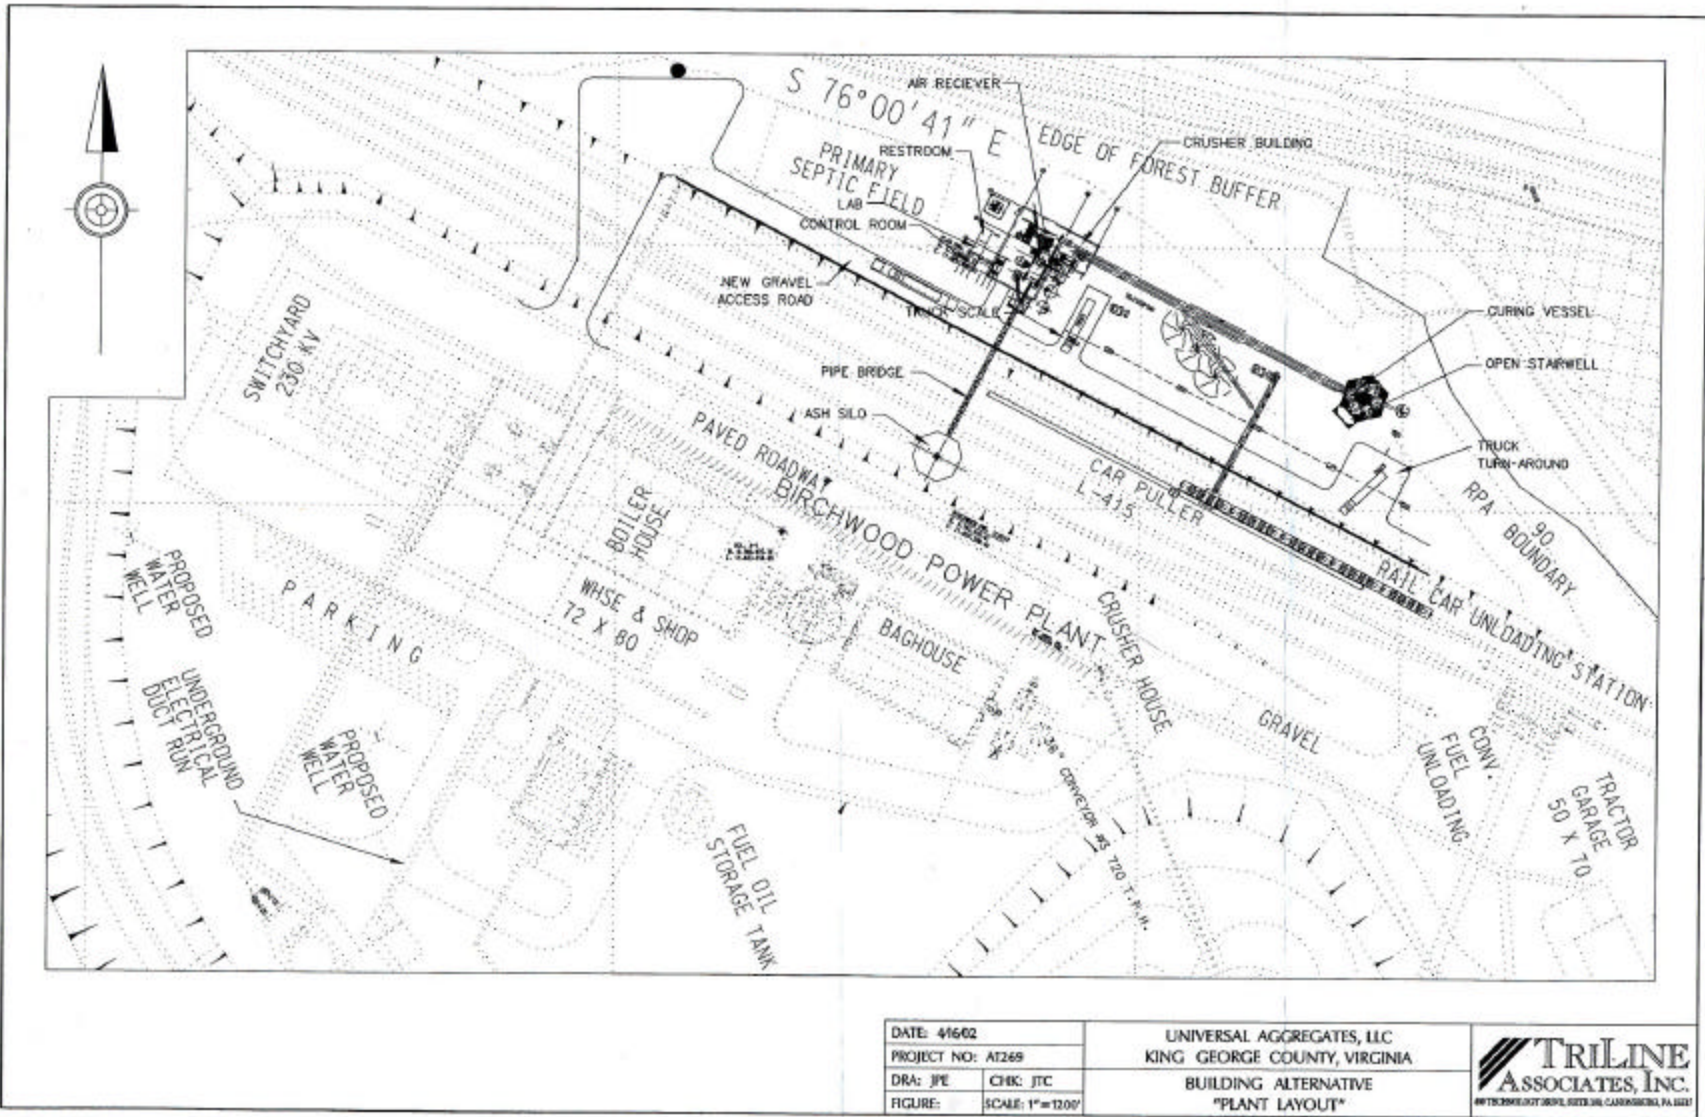 S 76°00'41" E
AIR RECIEVER
EDGE OF FOREST BUFFER
CRUSHER BUILDING
RESTROOM
PRIMARY
SEPTIC FIELD
LAB
CONTROL ROOM
NEW GRAVEL
ACCESS ROAD
TRUCK SCALE
CURING VESSEL
OPEN STAIRWELL
SWITCHYARD
230 KV
PIPE BRIDGE
ASH SILO
TRUCK
TURN-AROUND
PAVED ROADWAY
CAR PULLER
L-415
RPA
90
BOUNDARY
BIRCHWOOD POWER PLANT
BOILER
HOUSE
RAIL CAR UNLOADING STATION
PROPOSED
WATER
WELL
PARKING
WHSE & SHOP
72 X 80
BAGHOUSE
CRUSHER HOUSE
UNDERGROUND
ELECTRICAL
DUCT RUN
PROPOSED
WATER
WELL
GRAVEL
CONV.
FUEL
UNLOADING
36" CONVEYOR #3 720 T.P.H.
TRACTOR
GARAGE
50 X 70
FUEL OIL
STORAGE TANK
DATE: 4/16/02
PROJECT NO: A1269
DRA: JPE
CHK: JTC
FIGURE:
SCALE: 1"=1200'
UNIVERSAL AGGREGATES, LLC
KING GEORGE COUNTY, VIRGINIA
BUILDING ALTERNATIVE
"PLANT LAYOUT"
TRILINE
ASSOCIATES, INC.